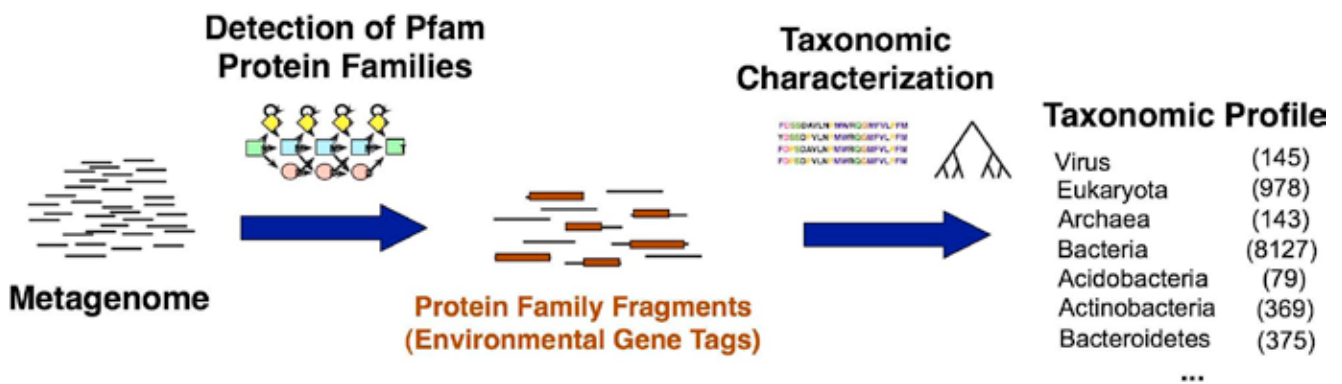 Detection of Pfam
Protein Families
Metagenome
Protein Family Fragments
(Environmental Gene Tags)
Taxonomic
Characterization
Taxonomic Profile
Virus (145)
Eukaryota (978)
Archaea (143)
Bacteria (8127)
Acidobacteria (79)
Actinobacteria (369)
Bacteroidetes (375)
...